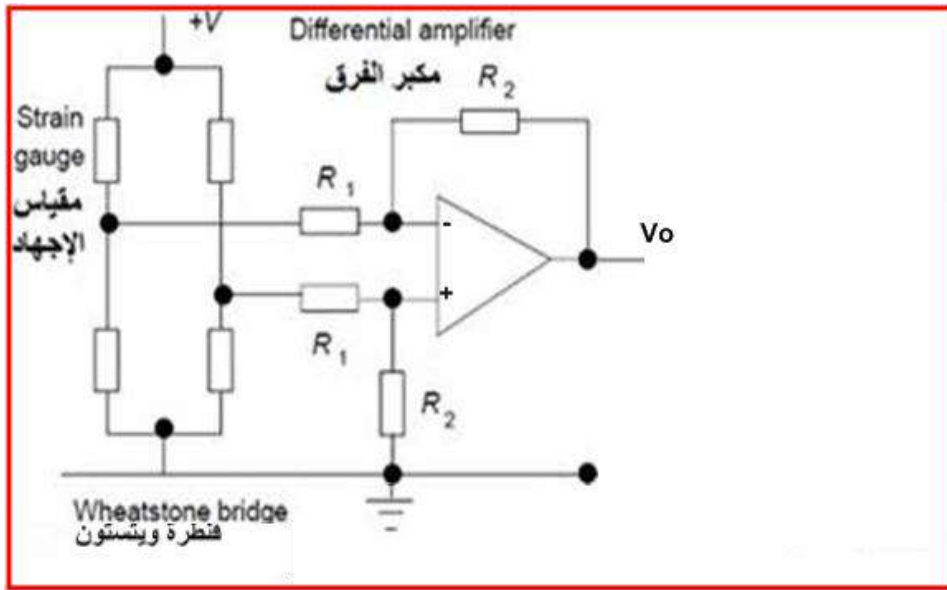 +V
Differential amplifier
مكبر الفرق
R2
Strain
gauge
مقياس
الإجهاد
R1
-
Vo
+
R1
R2
Wheatstone bridge
قنطرة ويتستون